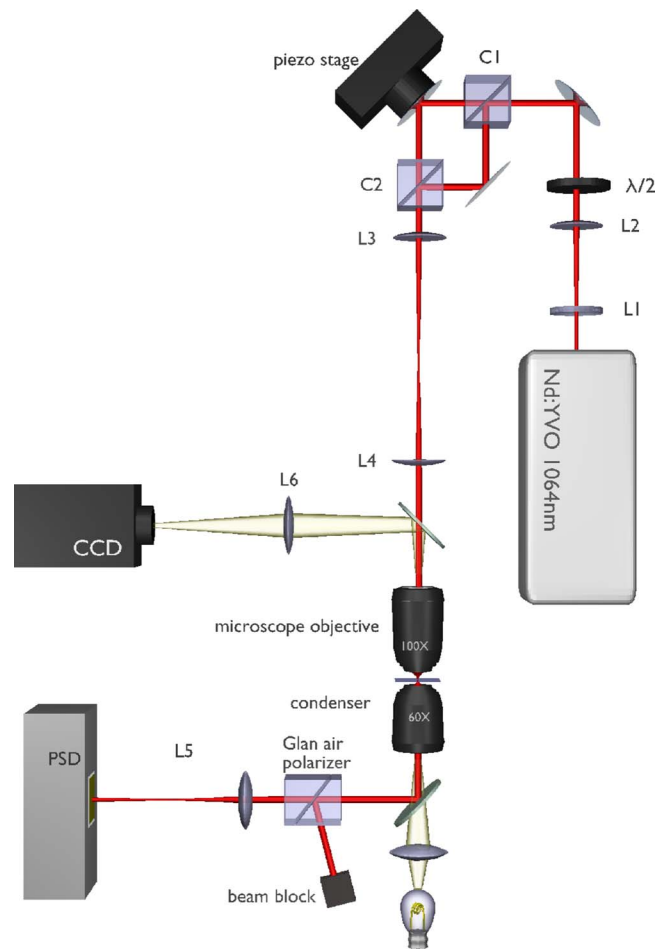 piezo stage
C1
C2
λ/2
L3
L2
L1
Nd:YVO 1064nm
L4
L6
CCD
microscope objective
100X
condenser
60X
Glan air
polarizer
L5
PSD
beam block